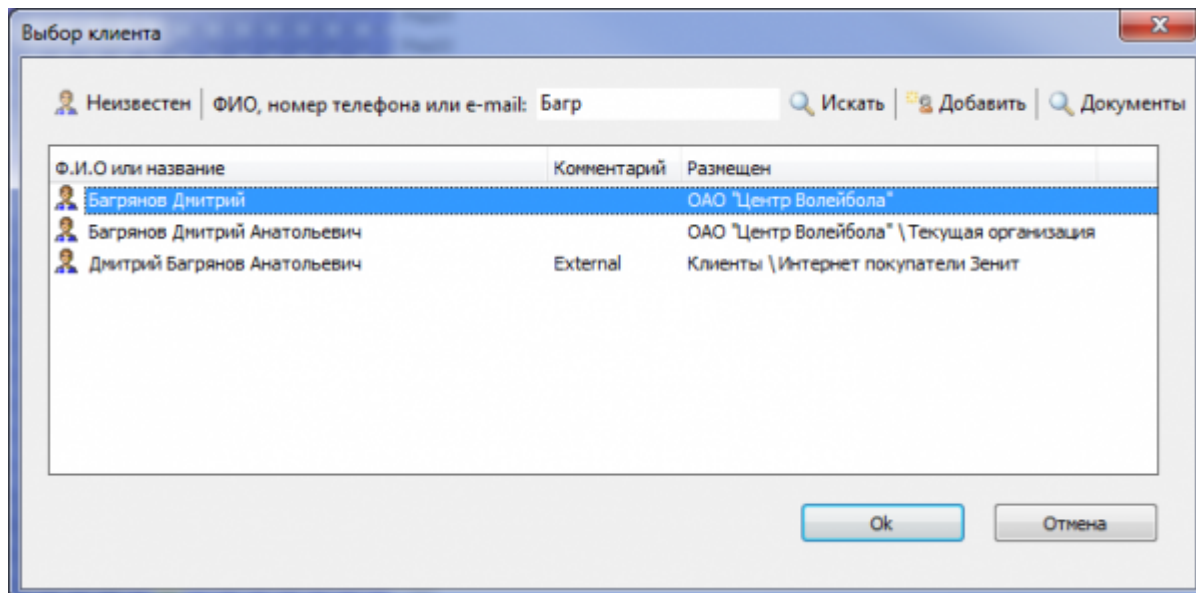 Выбор клиента
Неизвестен ФИО, номер телефона или e-mail: Багр Искать Добавить Документы
Ф.И.О или название Комментарий Размещен
Багрянов Дмитрий ОАО "Центр Волейбола"
Багрянов Дмитрий Анатольевич ОАО "Центр Волейбола" \ Текущая организация
Дмитрий Багрянов Анатольевич External Клиенты \ Интернет покупатели Зенит
Ok Отмена